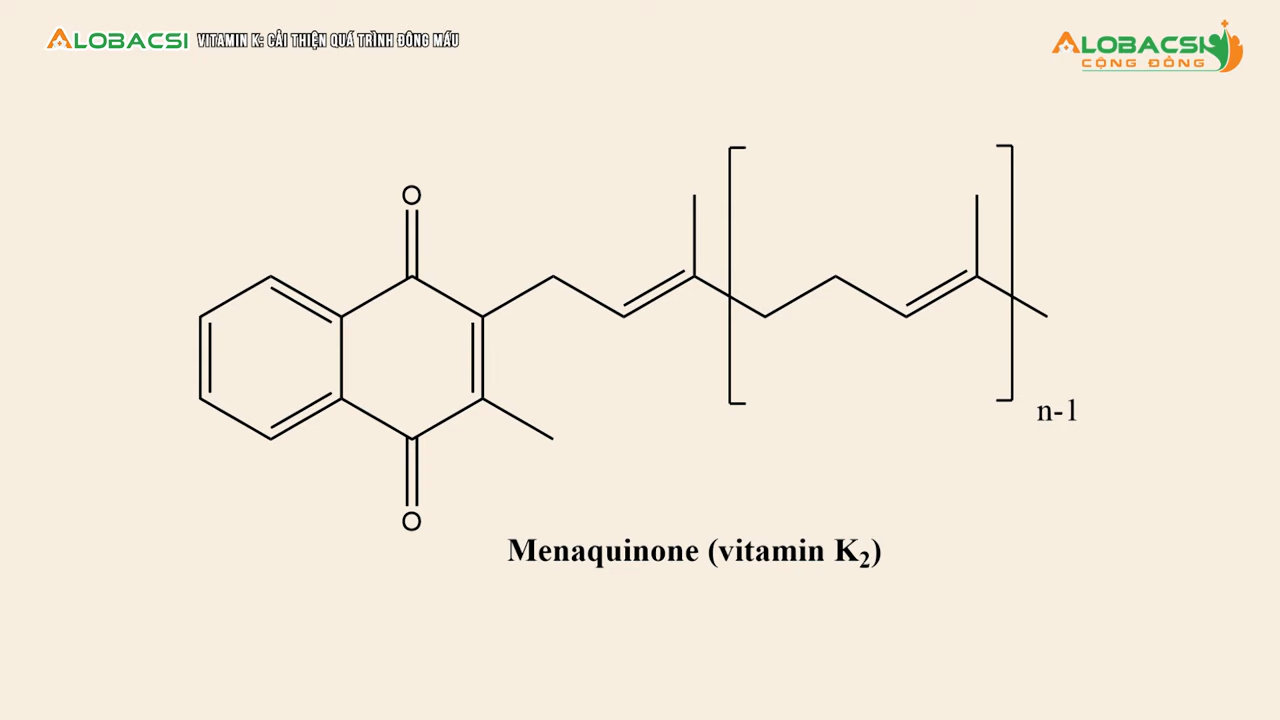 ALOBACSI VITAMIN K: CẢI THIỆN QUÁ TRÌNH ĐÔNG MÁU
ALOBACSI
CỘNG ĐỒNG
O
n-1
O
Menaquinone (vitamin K₂)